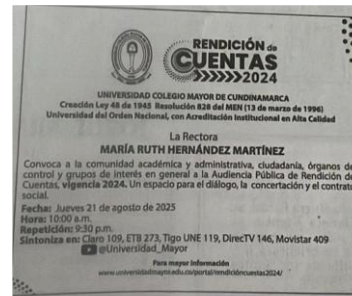 RENDICIÓN de
CUENTAS
2024
UNIVERSIDAD COLEGIO MAYOR DE CUNDINAMARCA
Creación Ley 48 de 1945 Resolución 828 del MEN (13 de marzo de 1996)
Universidad del Orden Nacional, con Acreditación Institucional en Alta Calidad
La Rectora
MARÍA RUTH HERNÁNDEZ MARTÍNEZ
Convoca a la comunidad académica y administrativa, ciudadanía, órganos de
control y grupos de interés en general a la Audiencia Pública de Rendición de
Cuentas, vigencia 2024. Un espacio para el diálogo, la concertación y el contrato
social.
Fecha: Jueves 21 de agosto de 2025
Hora: 10:00 a.m.
Repetición: 9:30 p.m.
Sintoniza en: Claro 109, ETB 273, Tigo UNE 119, DirecTV 146, Movistar 409
@Universidad_Mayor
Para mayor información
www.universidadmayor.edu.co/portal/rendicióncuentas2024/